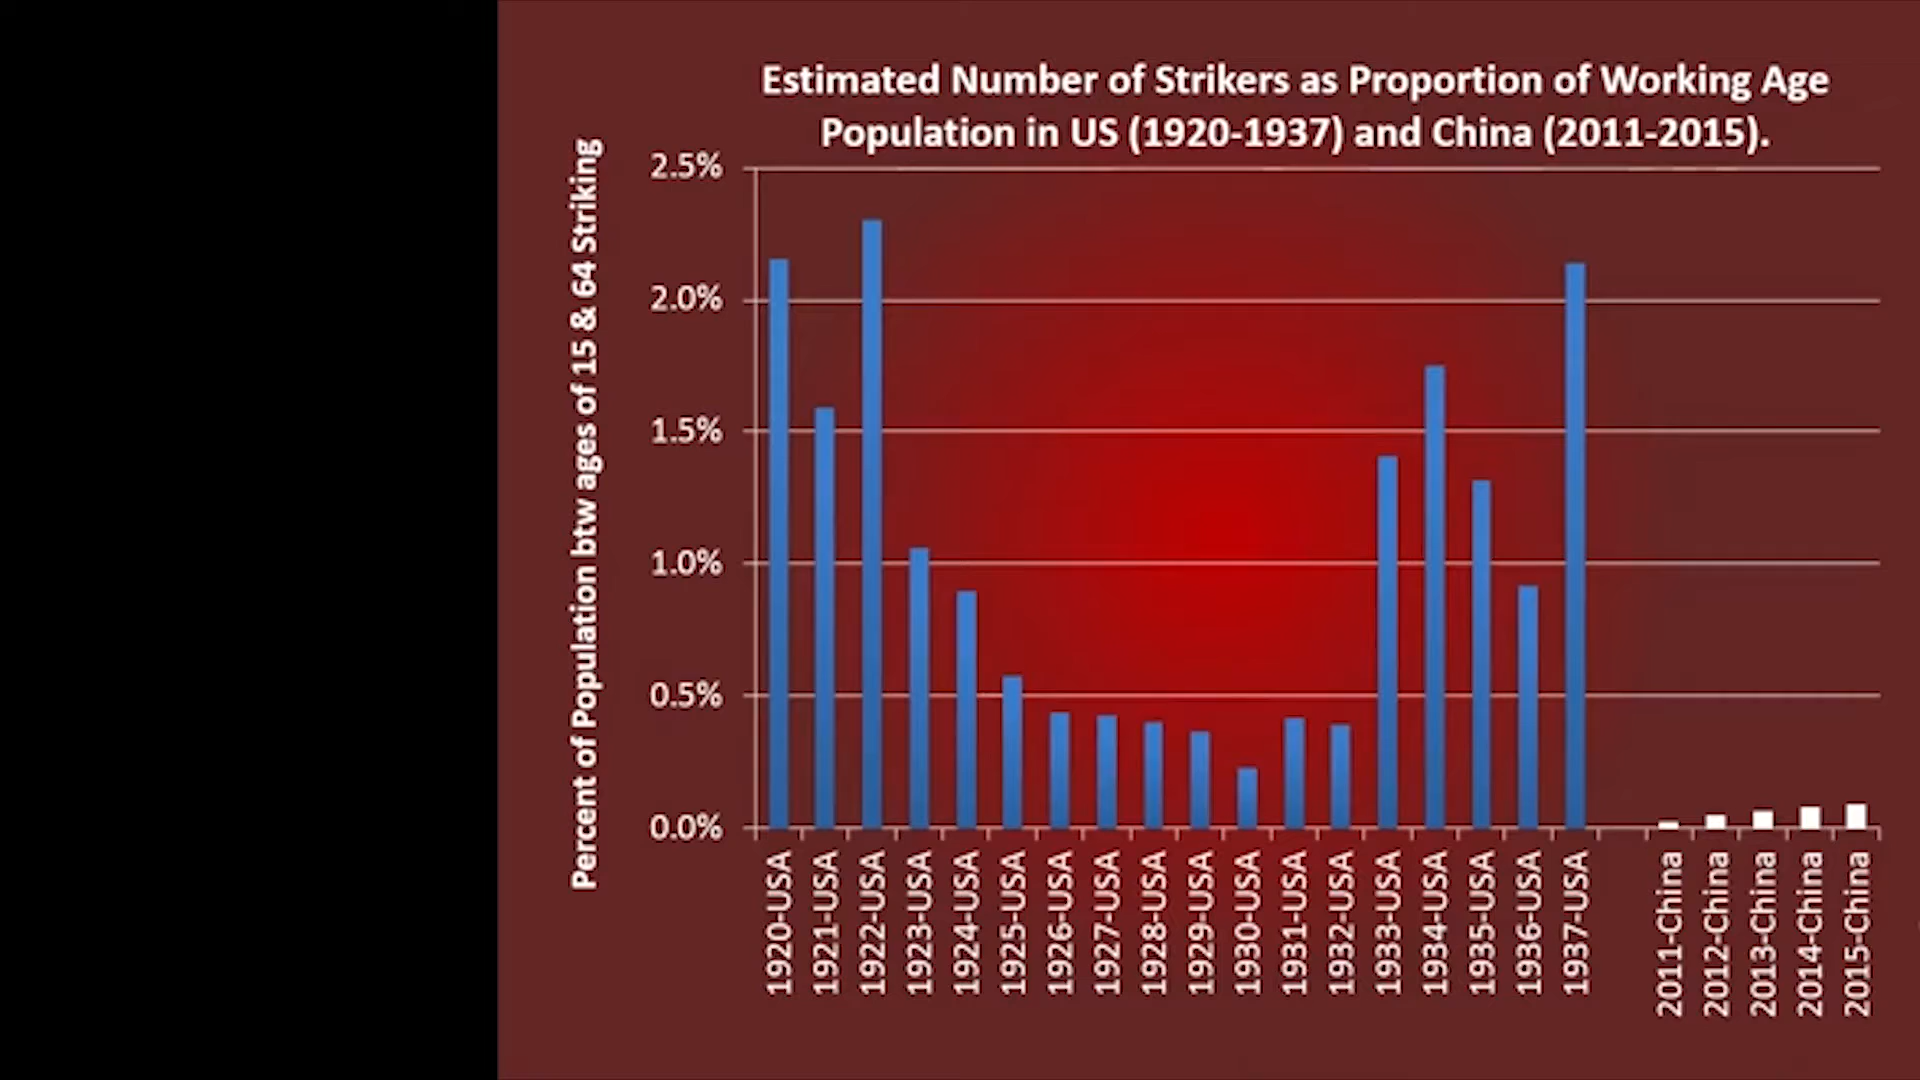 Estimated Number of Strikers as Proportion of Working Age
Population in US (1920-1937) and China (2011-2015).
Percent of Population btw ages of 15 & 64 Striking
2.5%
2.0%
1.5%
1.0%
0.5%
0.0%
1920-USA
1921-USA
1922-USA
1923-USA
1924-USA
1925-USA
1926-USA
1927-USA
1928-USA
1929-USA
1930-USA
1931-USA
1932-USA
1933-USA
1934-USA
1935-USA
1936-USA
1937-USA
2011-China
2012-China
2013-China
2014-China
2015-China